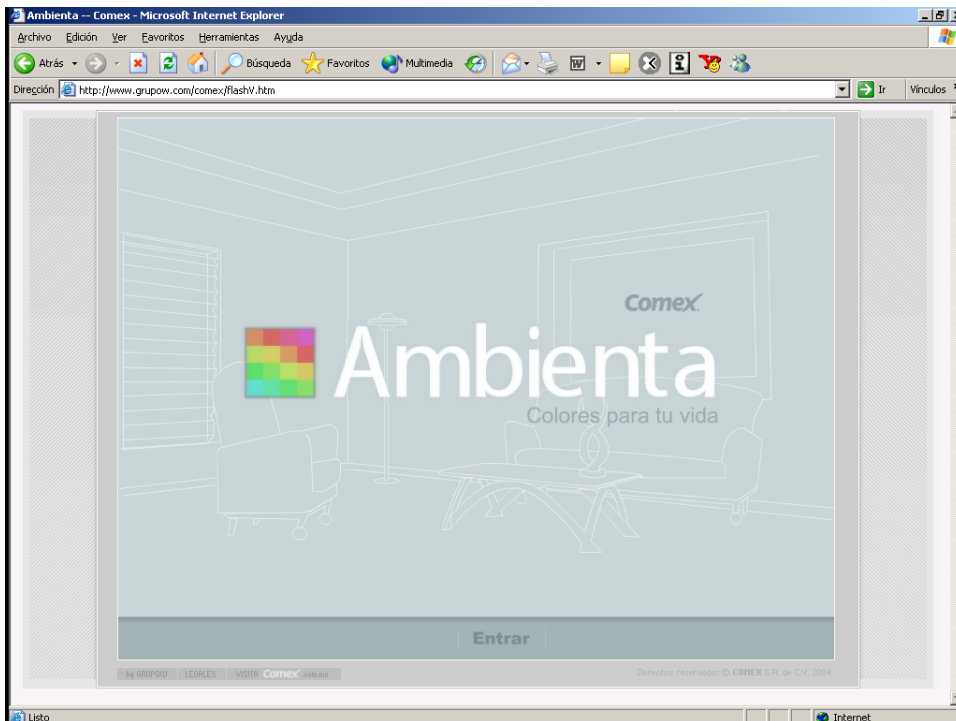 Ambienta -- Comex - Microsoft Internet Explorer
Archivo Edición Ver Favoritos Herramientas Ayuda
Atrás Búsqueda Favoritos Multimedia
Dirección http://www.grupow.com/comex/flashV.htm Ir Vínculos
Comex
Ambienta
Colores para tu vida
Entrar
by GRUPOW LEGALES VISITA Comex .com.mx Derechos reservados © COMEX S.A. de C.V. 2004
Listo Internet